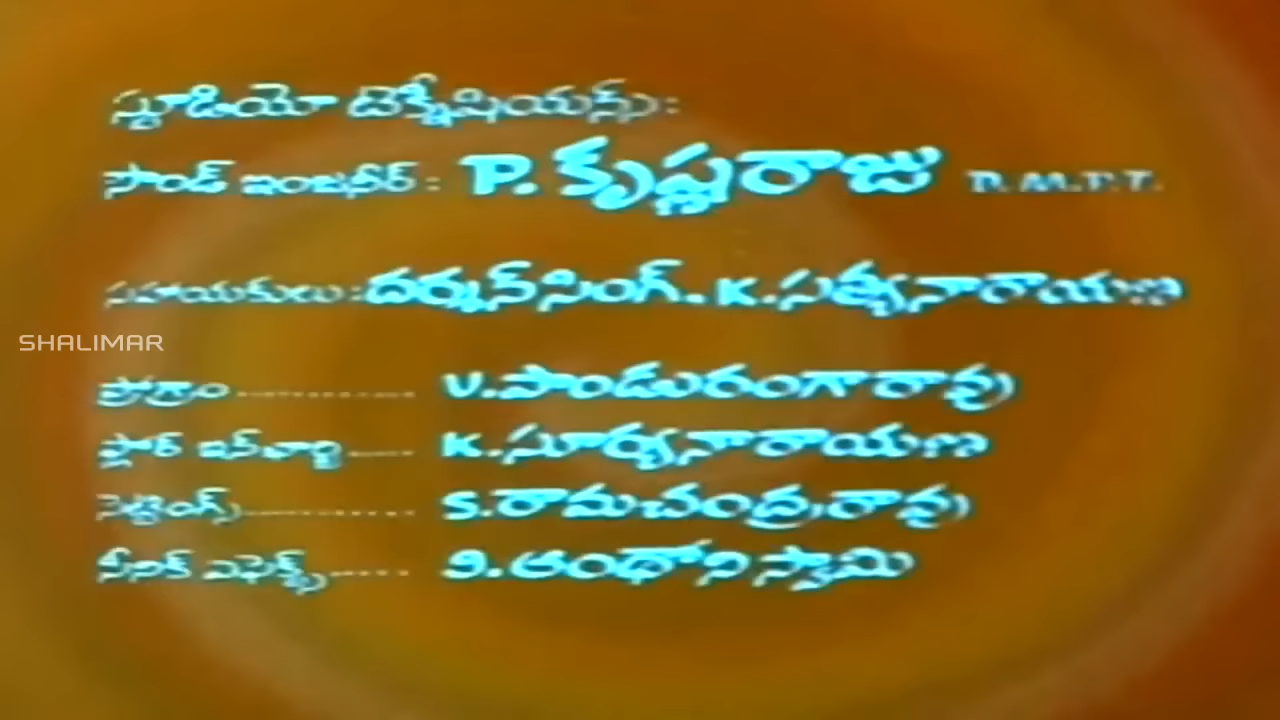 స్టూడియో టెక్నీషియన్స్:
సౌండ్ ఇంజనీర్: P. కృష్ణరాజు D.M.P.T.
సహాయకులు: దర్శన్‌సింగ్. K. సత్యనారాయణ
SHALIMAR
ప్రోగ్రాం............ V. పాండురంగారావు
ఫ్లోర్ ఇన్‌చార్జి...... K. సూర్యనారాయణ
సెట్టింగ్స్............ S. రామచంద్రరావు
సీనిక్ ఎఫెక్ట్స్...... వి. ఆంథోనిస్వామి